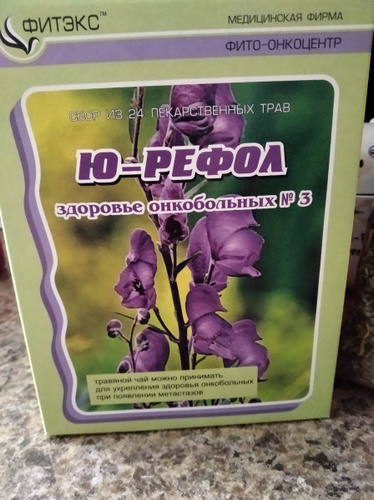 ФИТЭКС™
МЕДИЦИНСКАЯ ФИРМА
ФИТО-ОНКОЦЕНТР
СБОР ИЗ 24 ЛЕКАРСТВЕННЫХ ТРАВ
Ю-РЕФОЛ
здоровье онкобольных № 3
травяной чай можно принимать
для укрепления здоровья онкобольных
при появлении метастазов